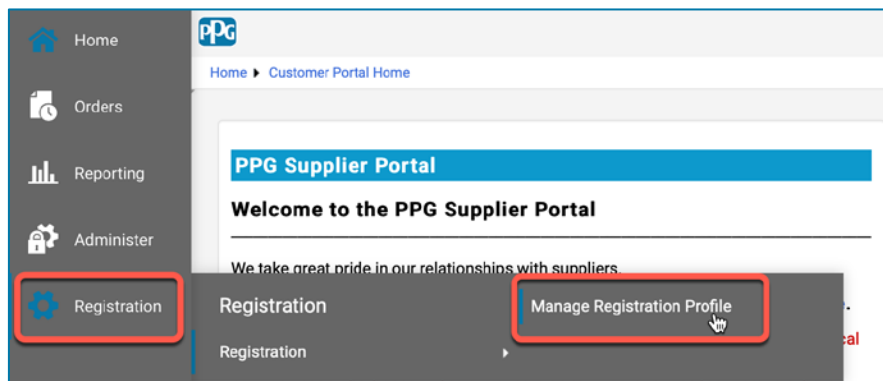 Home
PPG
Home ▸ Customer Portal Home
Orders
Reporting
PPG Supplier Portal
Welcome to the PPG Supplier Portal
Administer
We take great pride in our relationships with suppliers.
Registration
Registration
Manage Registration Profile
Registration